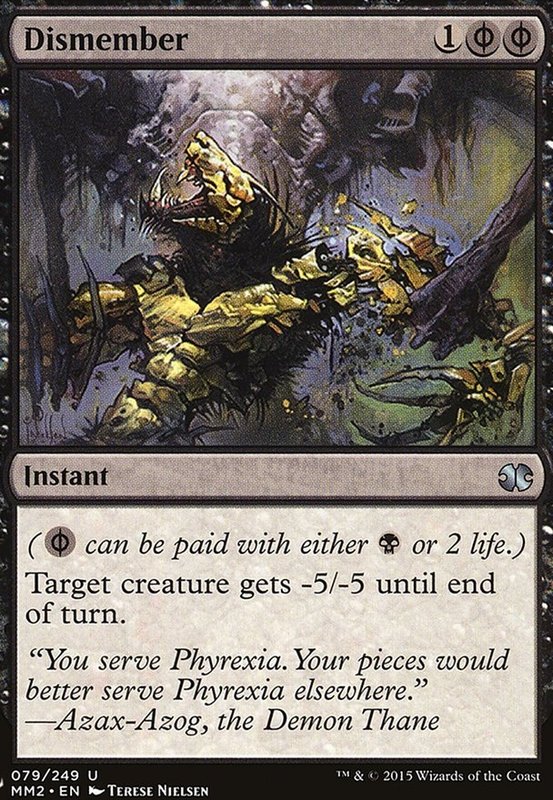 Dismember 1
Instant
( can be paid with either or 2 life.)
Target creature gets -5/-5 until end
of turn.
“You serve Phyrexia. Your pieces would
better serve Phyrexia elsewhere.”
—Azax-Azog, the Demon Thane
079/249 U
MM2 • EN TERESE NIELSEN
™ & © 2015 Wizards of the Coast